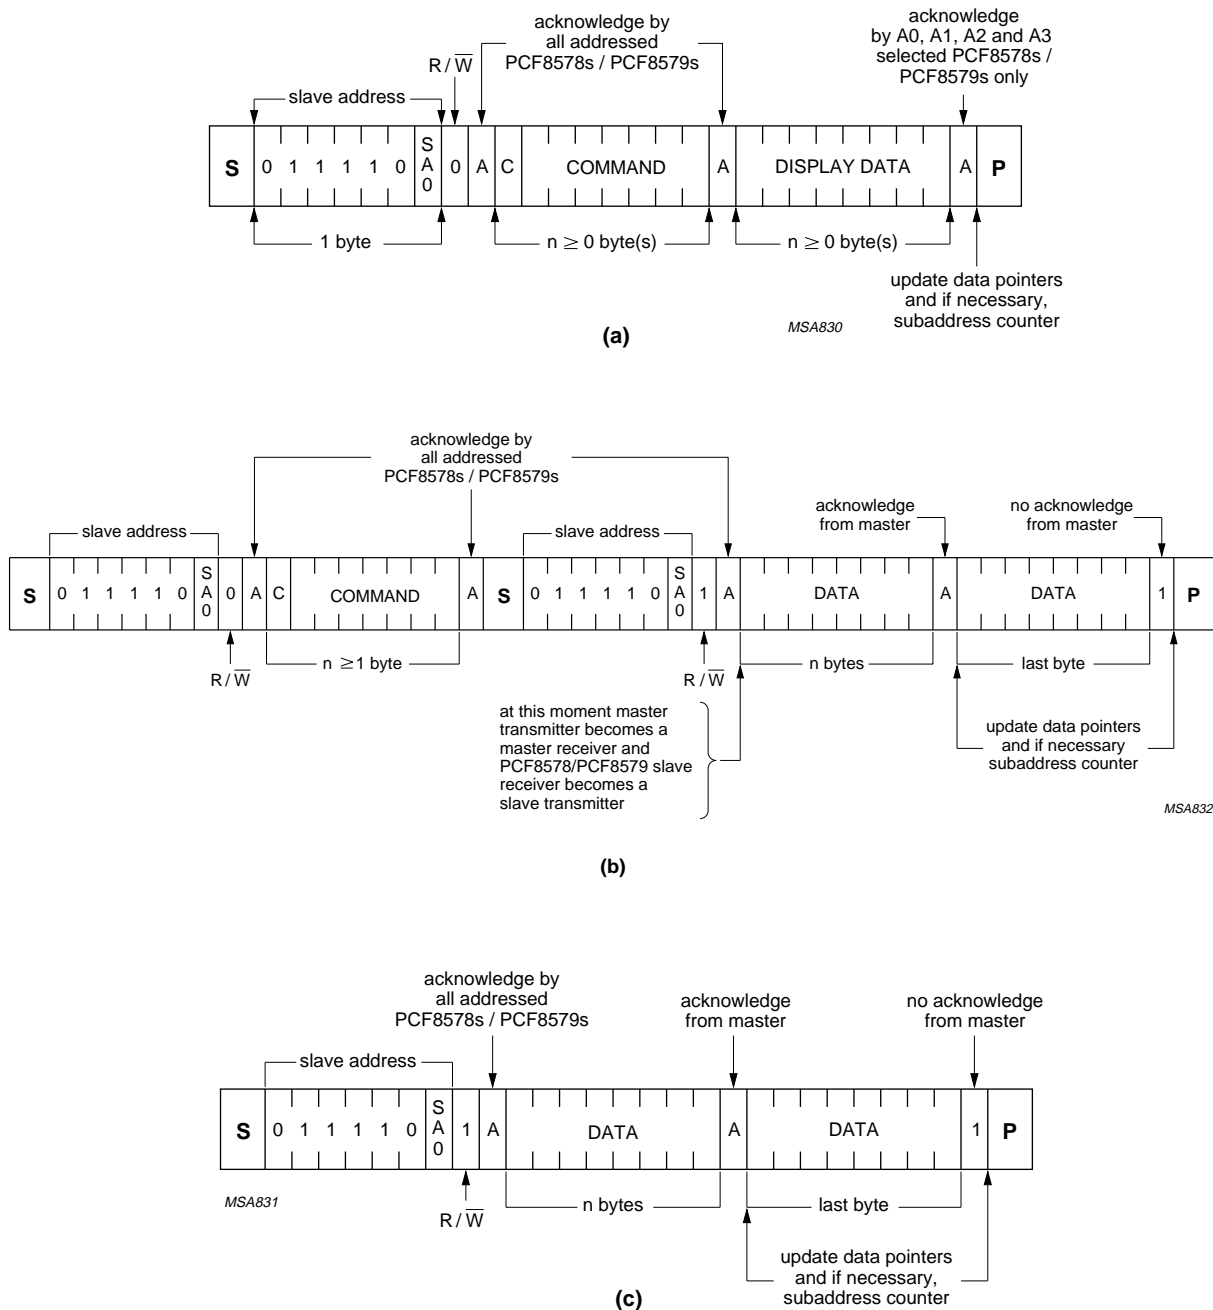 acknowledge by
all addressed
PCF8578s / PCF8579s
acknowledge
by A0, A1, A2 and A3
selected PCF8578s /
PCF8579s only
R / W
slave address
S 0 1 1 1 1 0 SA0 0 A C COMMAND A DISPLAY DATA A P
1 byte
n ≥ 0 byte(s)
n ≥ 0 byte(s)
update data pointers
and if necessary,
subaddress counter
MSA830
(a)
acknowledge by
all addressed
PCF8578s / PCF8579s
acknowledge
from master
no acknowledge
from master
slave address
slave address
S 0 1 1 1 1 0 SA0 0 A C COMMAND A S 0 1 1 1 1 0 SA0 1 A DATA A DATA 1 P
R / W
n ≥ 1 byte
R / W
n bytes
last byte
at this moment master
transmitter becomes a
master receiver and
PCF8578/PCF8579 slave
receiver becomes a
slave transmitter
update data pointers
and if necessary
subaddress counter
MSA832
(b)
acknowledge by
all addressed
PCF8578s / PCF8579s
acknowledge
from master
no acknowledge
from master
slave address
S 0 1 1 1 1 0 SA0 1 A DATA A DATA 1 P
MSA831
R / W
n bytes
last byte
update data pointers
and if necessary,
subaddress counter
(c)